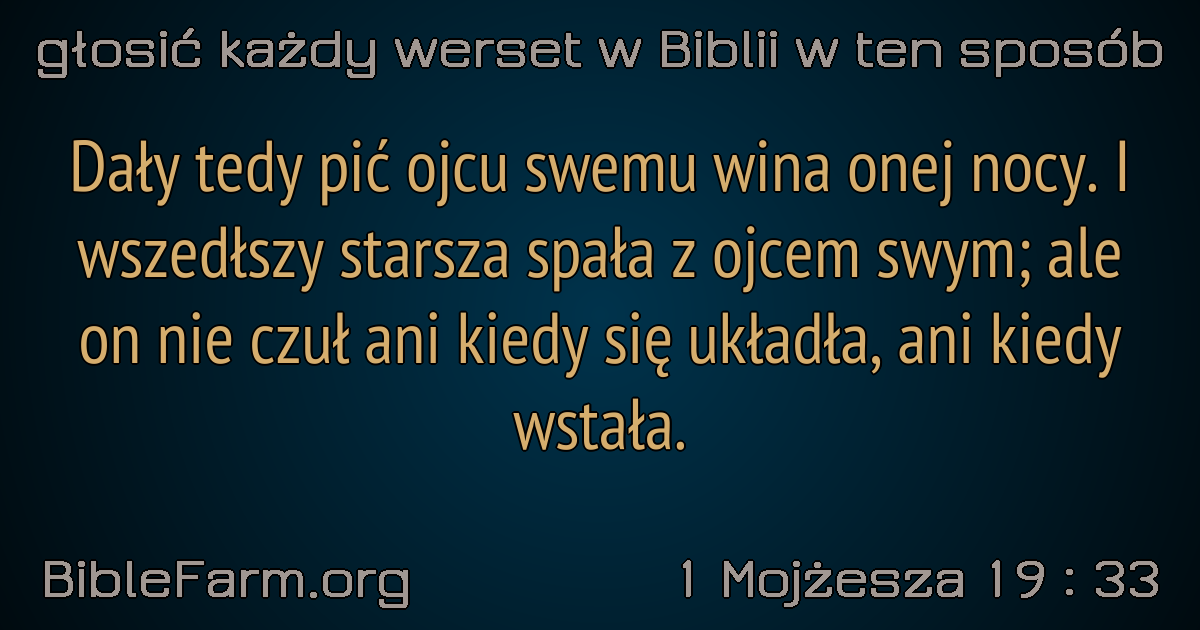 głosić każdy werset w Biblii w ten sposób
Dały tedy pić ojcu swemu wina onej nocy. I
wszedłszy starsza spała z ojcem swym; ale
on nie czuł ani kiedy się układła, ani kiedy
wstała.
BibleFarm.org
1 Mojżesza 19 : 33